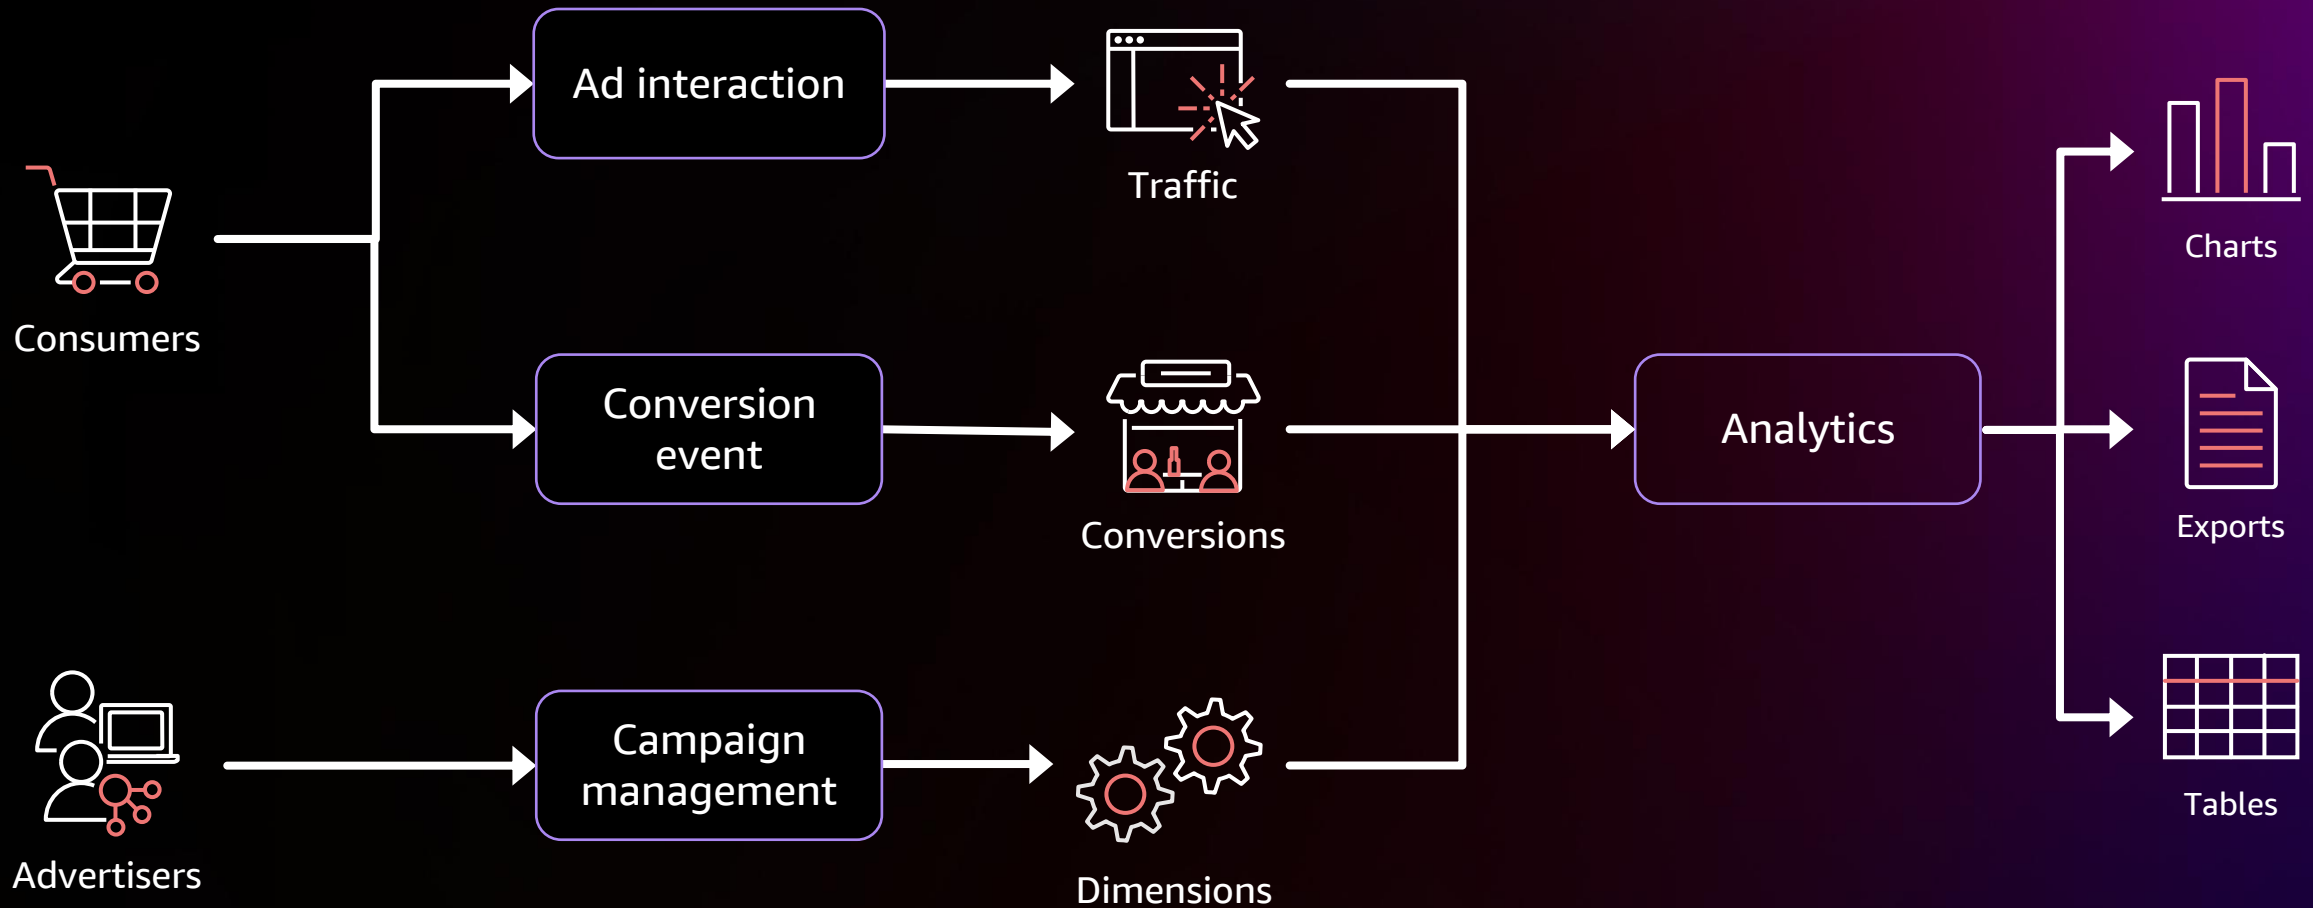 Ad interaction
Traffic
Charts
Consumers
Conversion
event
Conversions
Analytics
Exports
Campaign
management
Tables
Advertisers
Dimensions